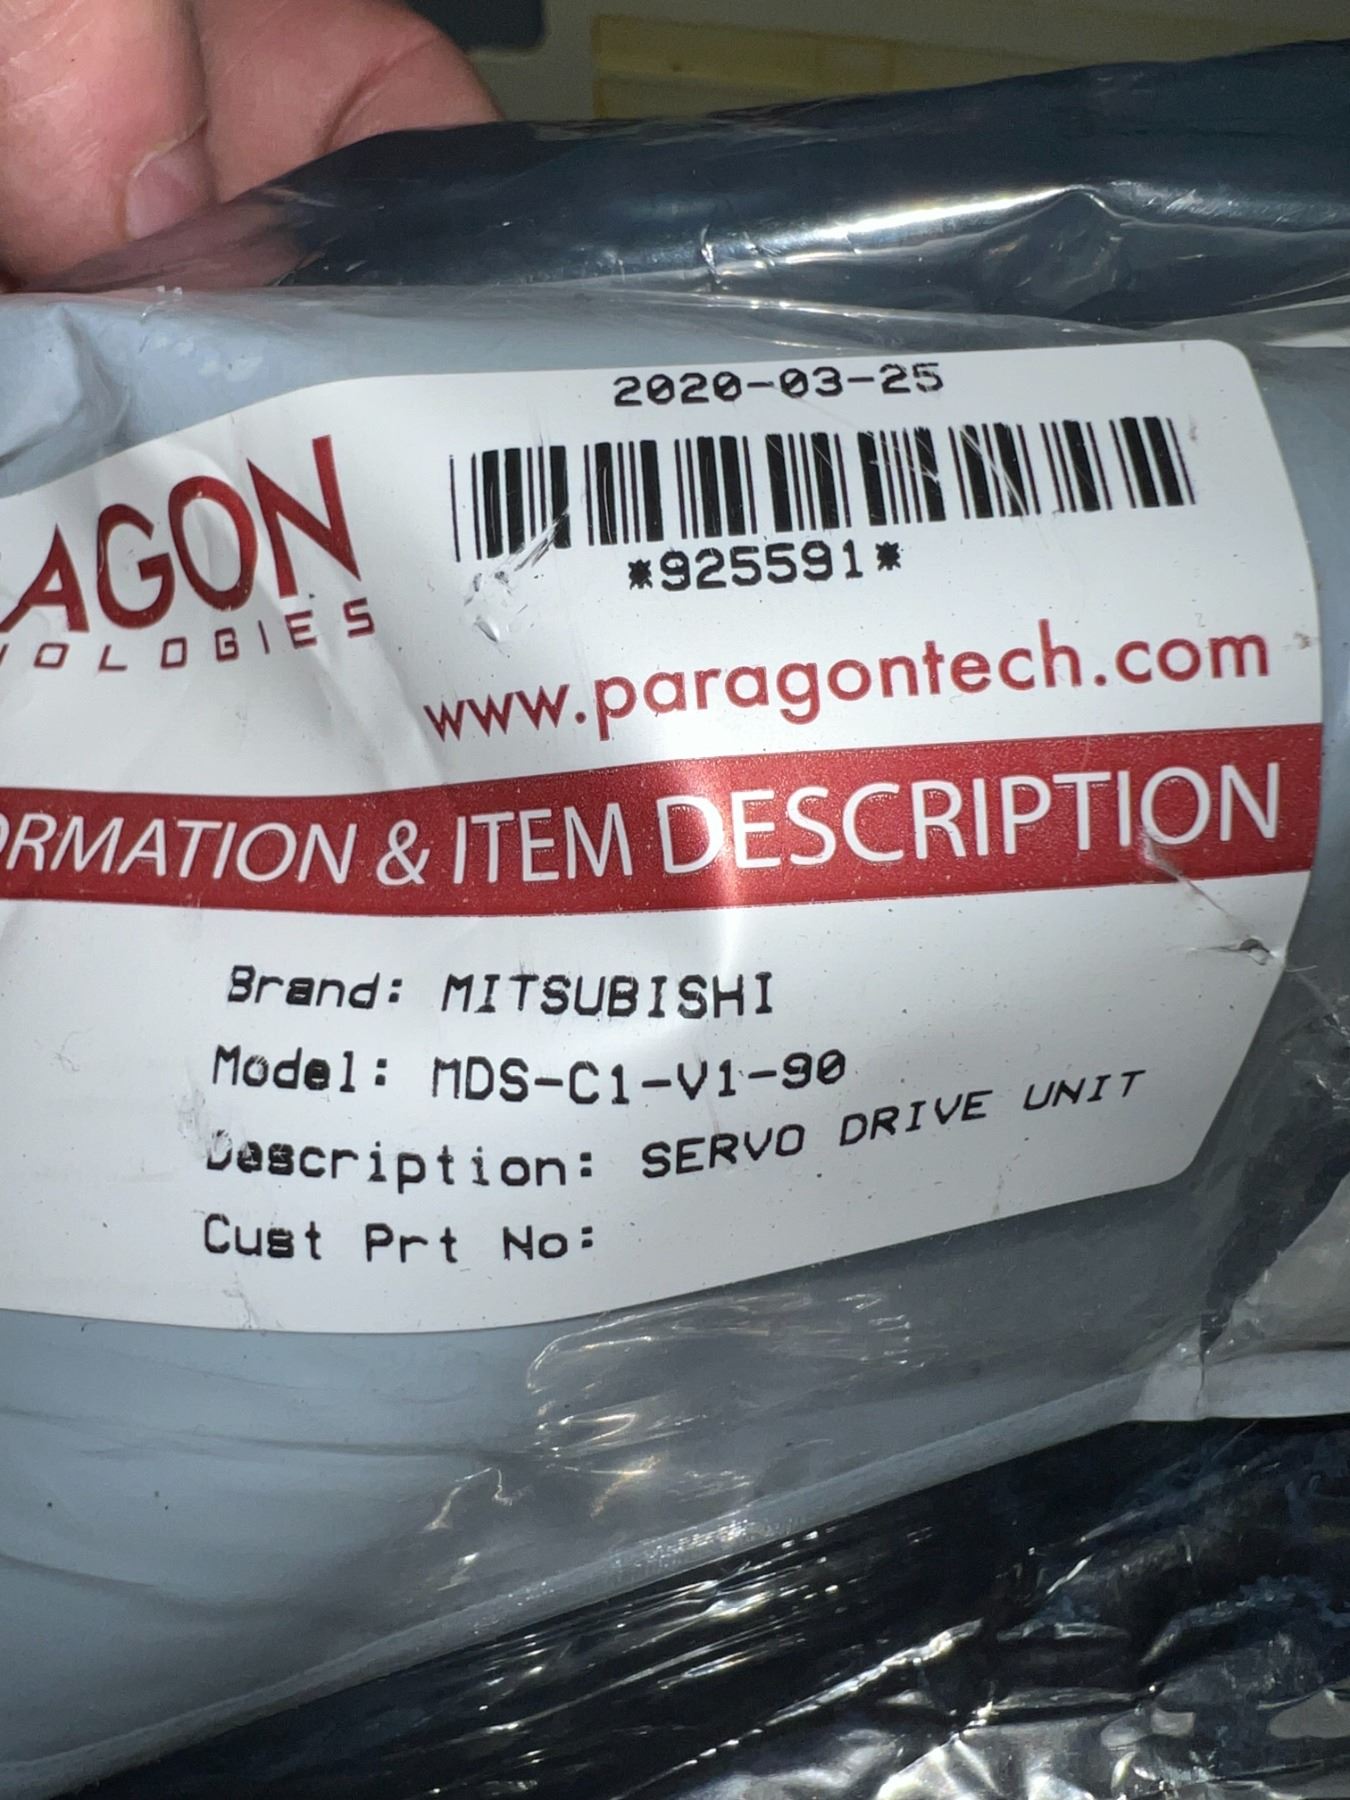 2020-03-25
*925591*
AGON
OLOGIES
www.paragontech.com
ORMATION & ITEM DESCRIPTION
Brand: MITSUBISHI
Model: MDS-C1-V1-90
Description: SERVO DRIVE UNIT
Cust Prt No: